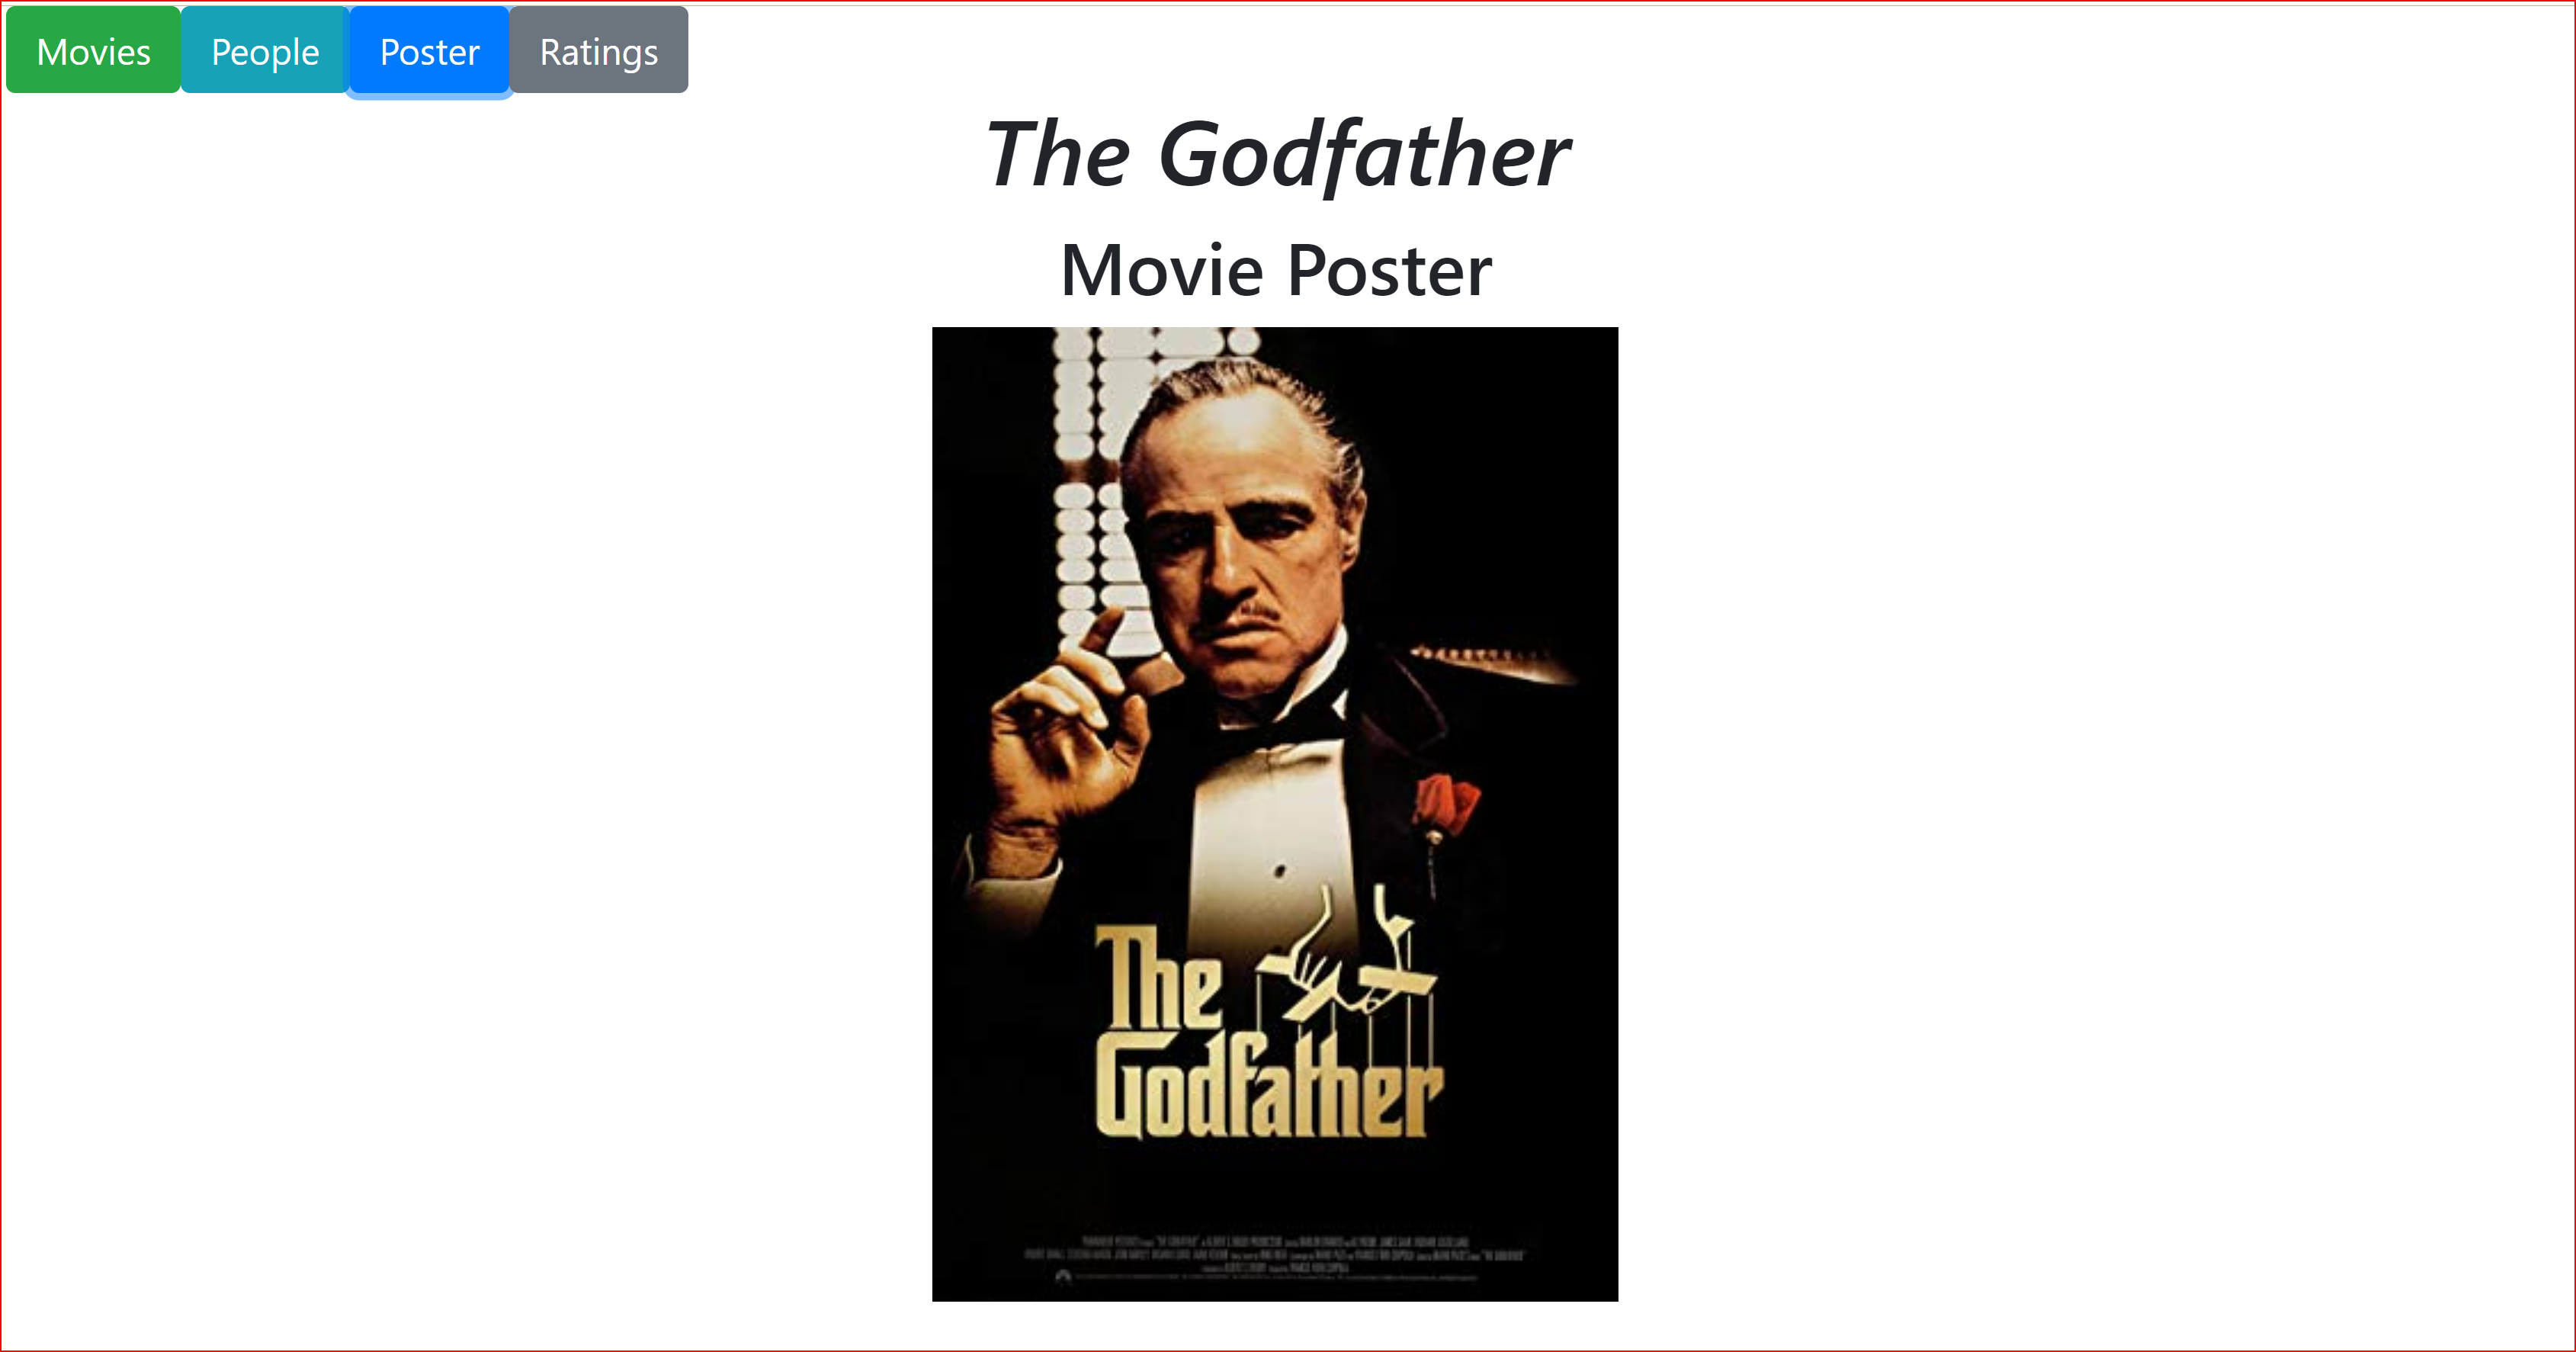 Movies People Poster Ratings
The Godfather
Movie Poster
The
Godfather